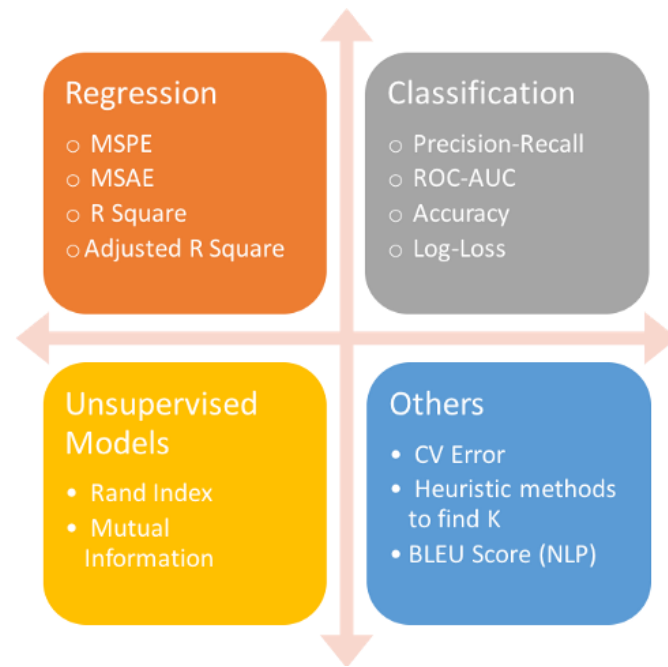 Regression
○ MSPE
○ MSAE
○ R Square
○ Adjusted R Square
Classification
○ Precision-Recall
○ ROC-AUC
○ Accuracy
○ Log-Loss
Unsupervised
Models
• Rand Index
• Mutual
Information
Others
• CV Error
• Heuristic methods
to find K
• BLEU Score (NLP)